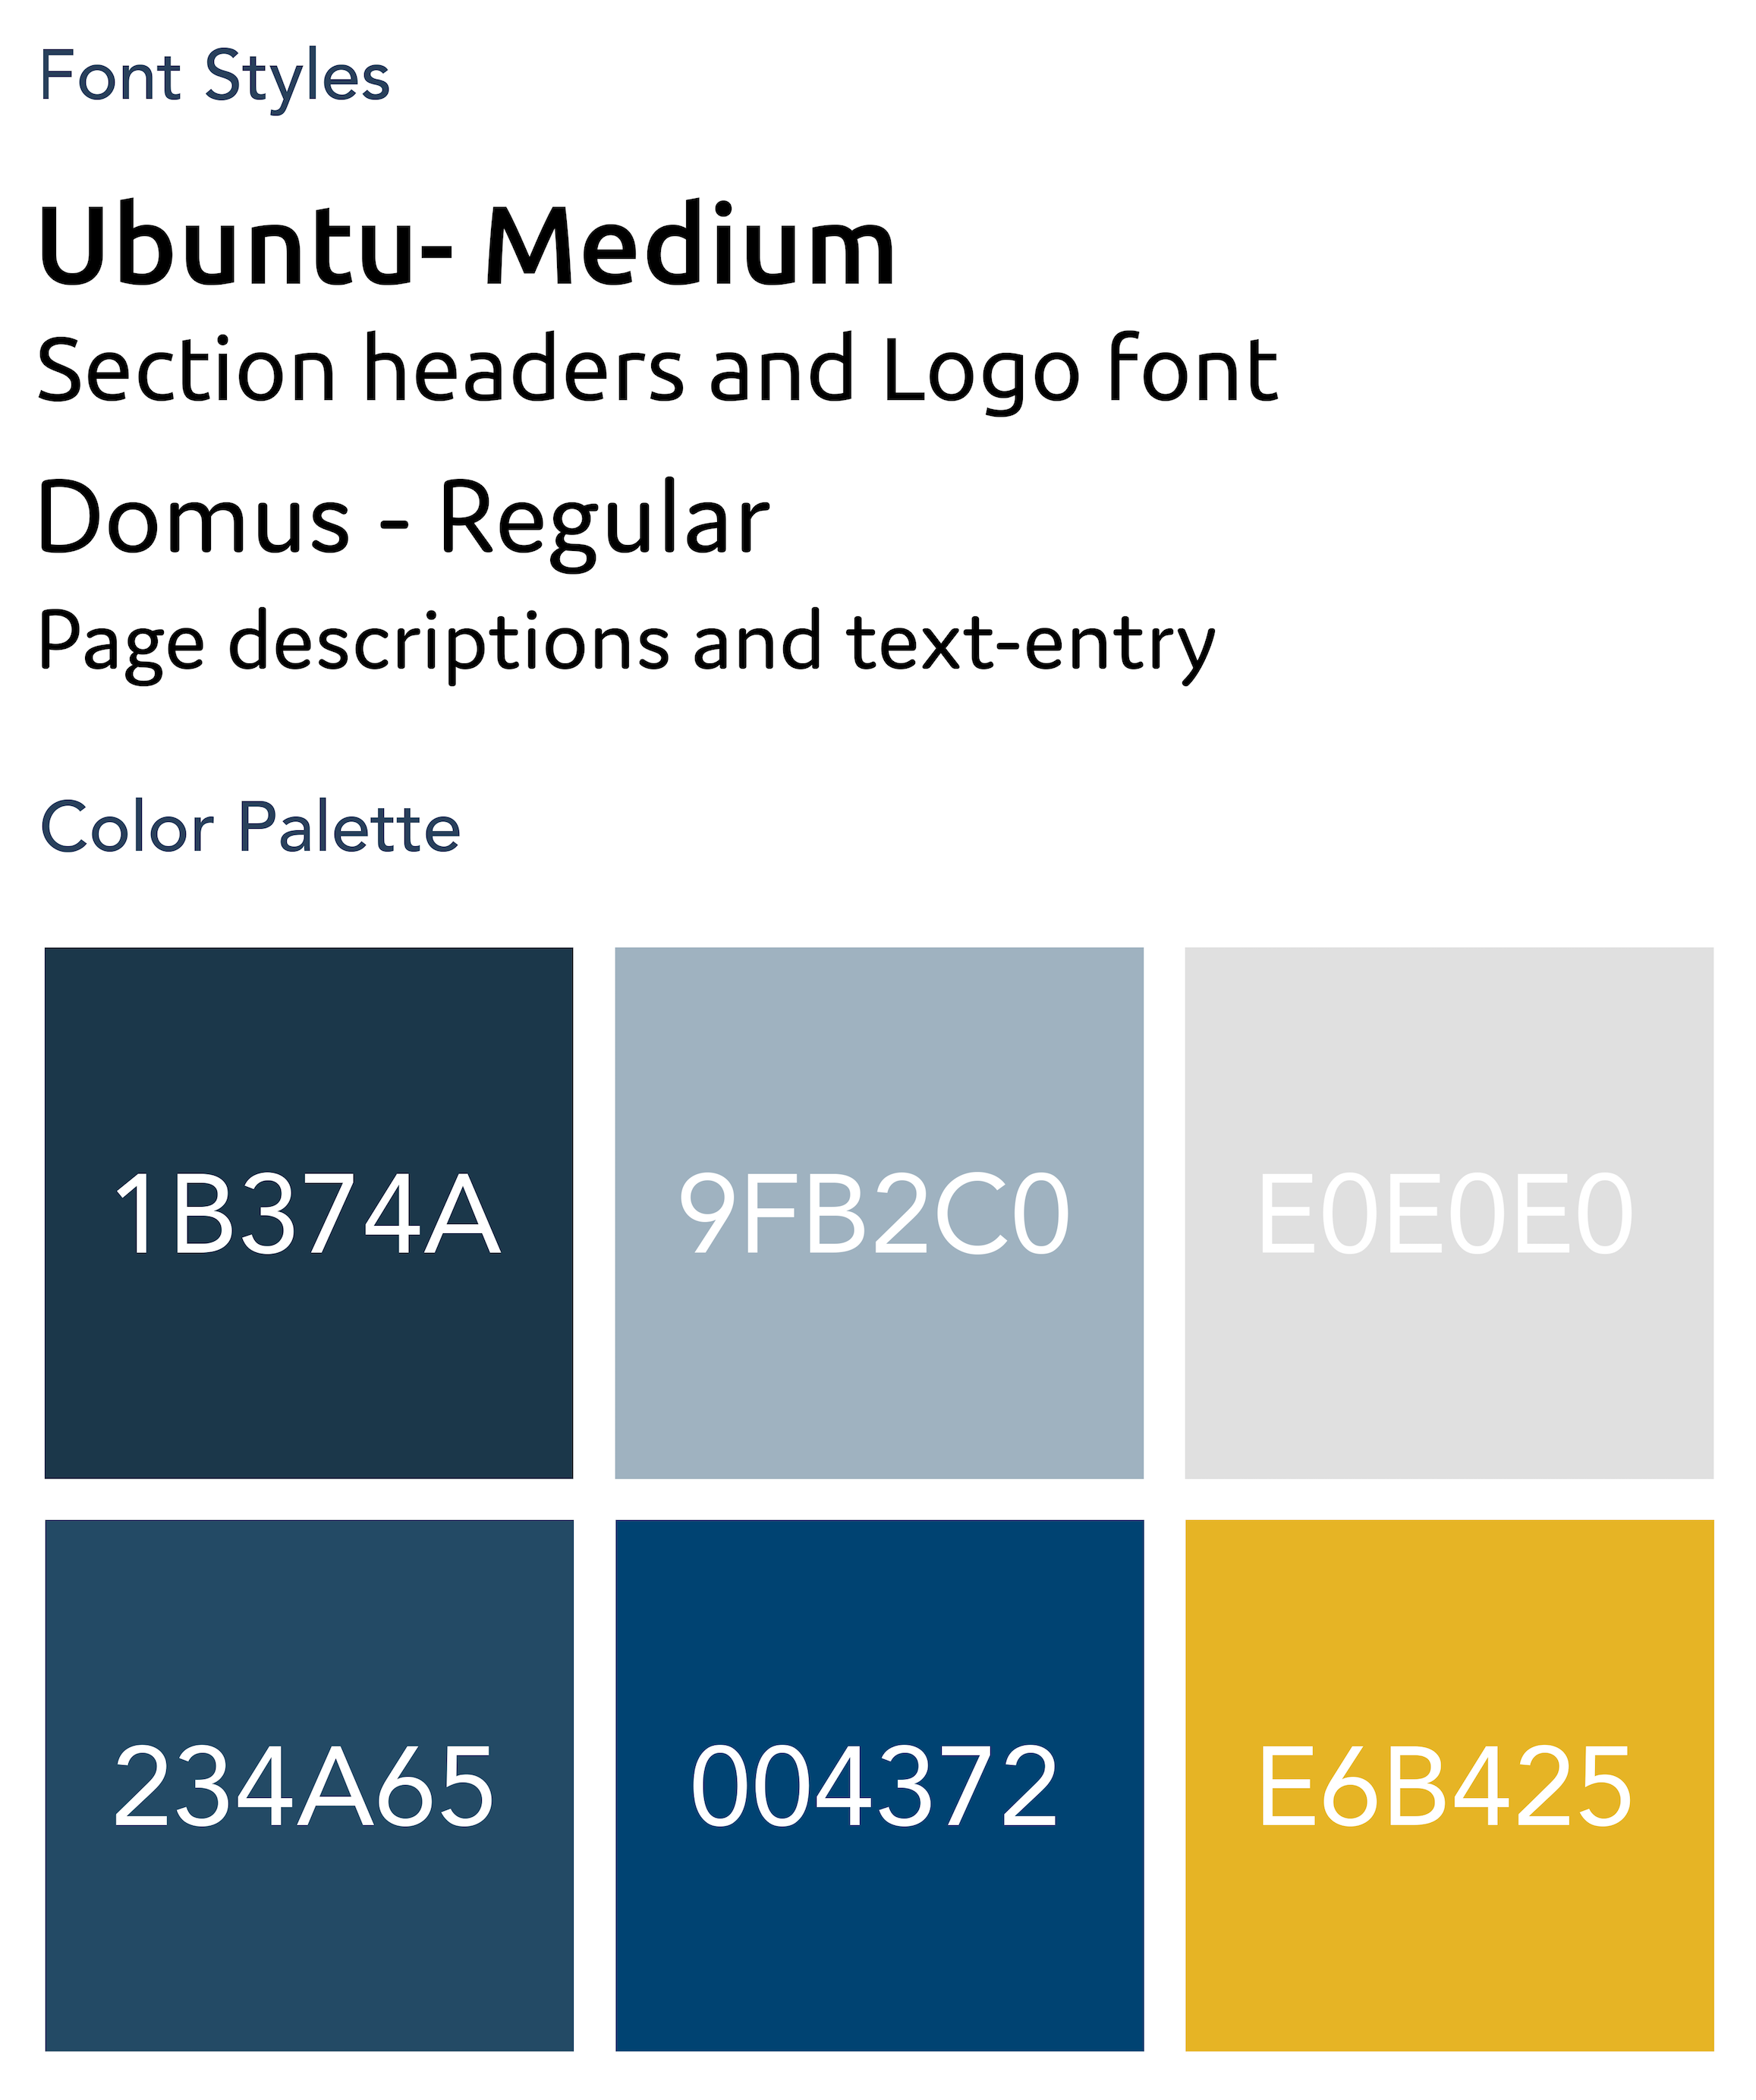 Font Styles
Ubuntu- Medium
Section headers and Logo font
Domus - Regular
Page descriptions and text-entry
Color Palette
1B374A 9FB2C0 E0E0E0
234A65 004372 E6B425